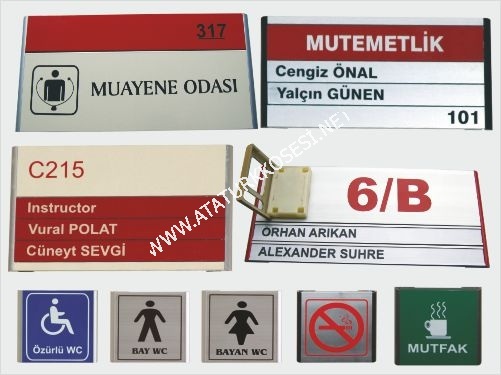 317
MUAYENE ODASI
MUTEMETLİK
Cengiz ÖNAL
Yalçın GÜNEN
101
C215
Instructor
Vural POLAT
Cüneyt SEVGİ
6/B
ORHAN ARIKAN
ALEXANDER SUHRE
WWW.ATATURKKOSESI.NET
Özürlü WC
BAY WC
BAYAN WC
MUTFAK